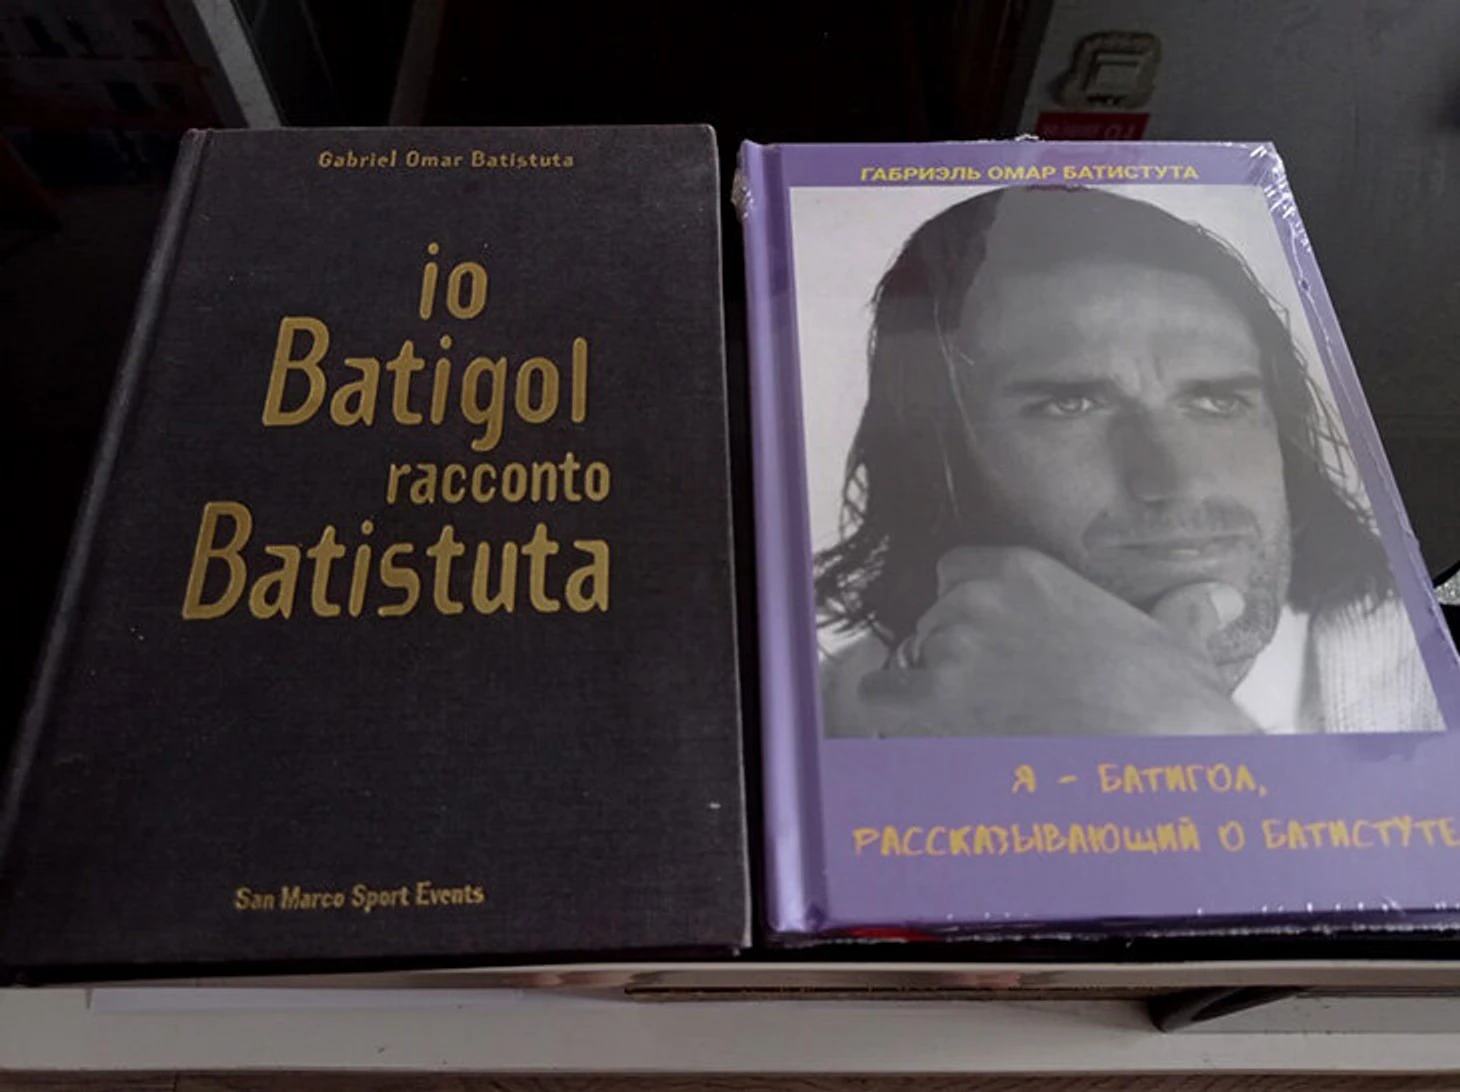 Gabriel Omar Batistuta
io
Batigol
racconto
Batistuta
San Marco Sport Events
ГАБРИЭЛЬ ОМАР БАТИСТУТА
Я - БАТИГОЛ,
РАССКАЗЫВАЮЩИЙ О БАТИСТУТЕ